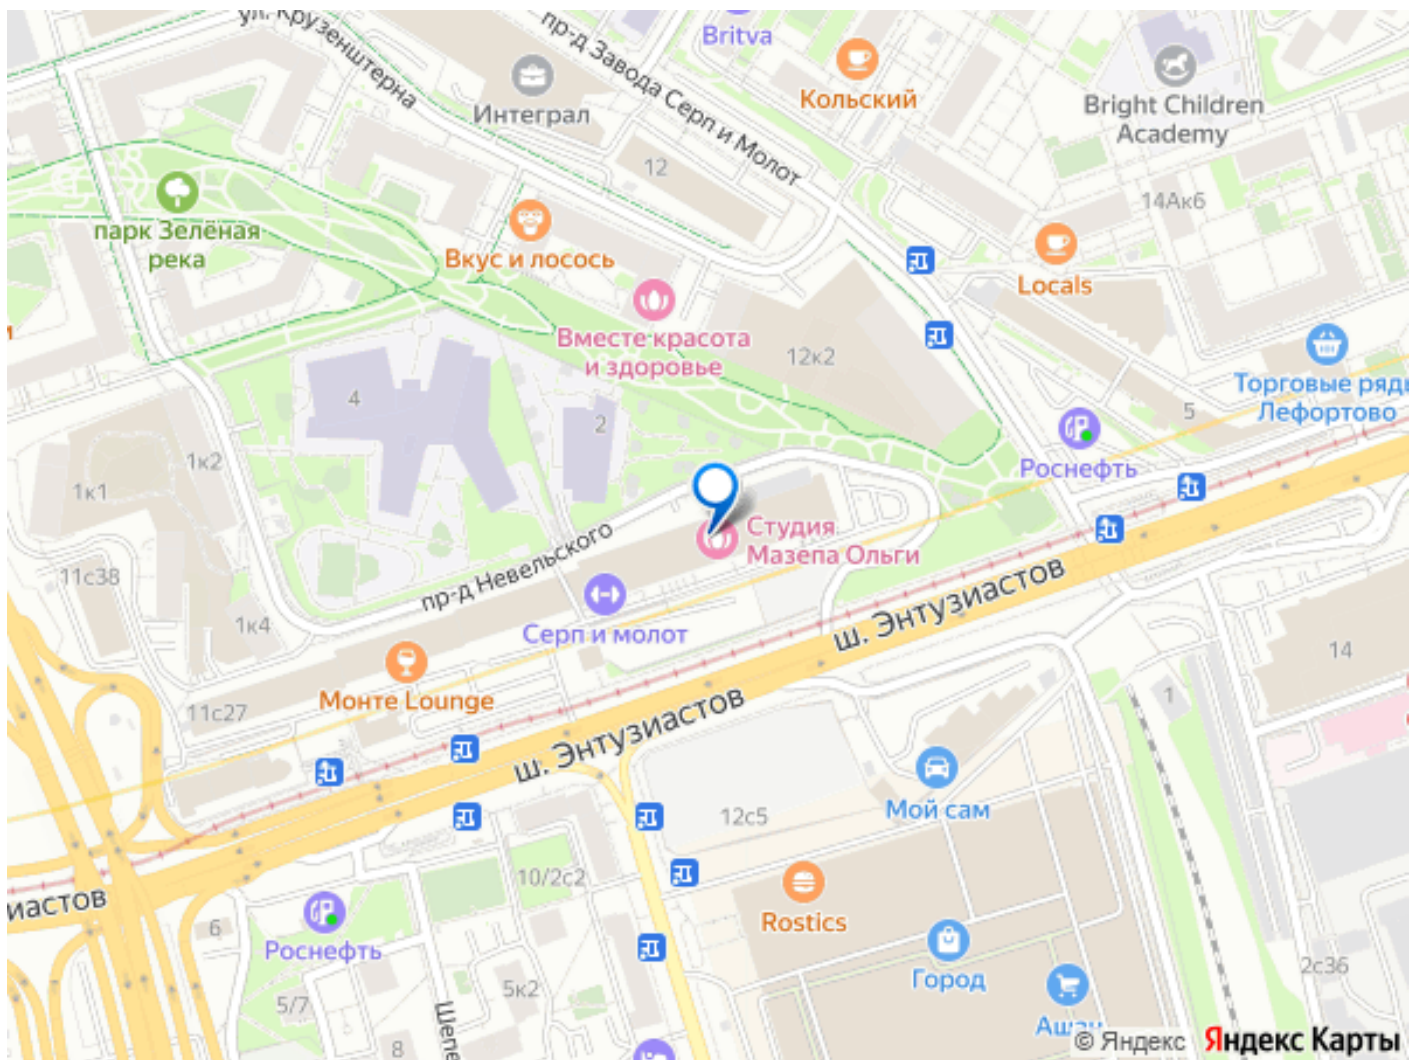 ул. Крузенштерна
пр-д Завода Серп и Молот
Britva
Кольский
Интеграл
Bright Children
Academy
12
14Ак6
парк Зелёная
река
Вкус и лосось
Locals
Вместе красота
и здоровье
12к2
Торговые ряды
Лефортово
4
2
5
Роснефть
1к2
1к1
Студия
Мазепа Ольги
пр-д Невельского
11с38
1к4
Серп и молот
ш. Энтузиастов
14
1
Монте Lounge
11с27
ш. Энтузиастов
Мой сам
12с5
10/2с2
Rostics
иастов
6
Роснефть
Город
2с36
5/7
5к2
Шепе
8
Ашан
© Яндекс
Яндекс Карты